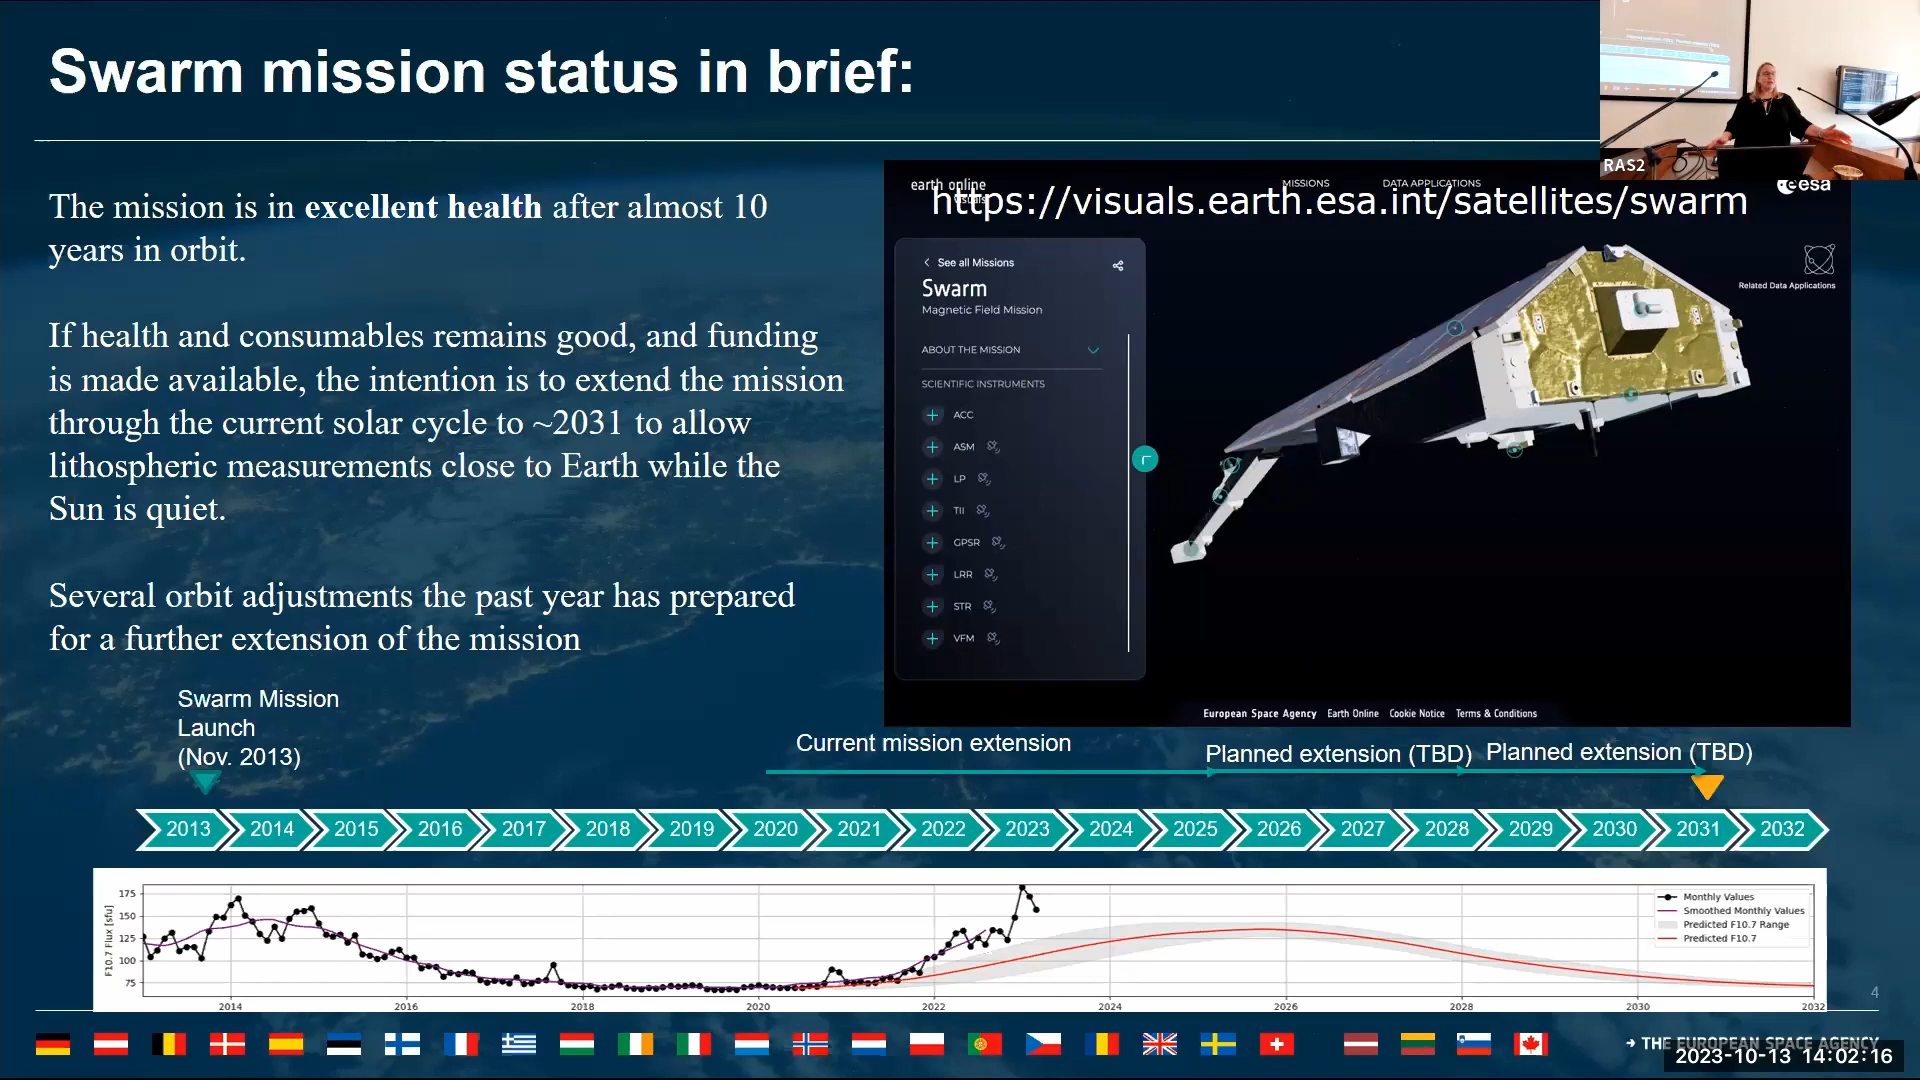 Swarm mission status in brief:
RAS2
The mission is in excellent health after almost 10
years in orbit.
If health and consumables remains good, and funding
is made available, the intention is to extend the mission
through the current solar cycle to ~2031 to allow
lithospheric measurements close to Earth while the
Sun is quiet.
Several orbit adjustments the past year has prepared
for a further extension of the mission
earth online
visuals
MISSIONS
DATA APPLICATIONS
esa
https://visuals.earth.esa.int/satellites/swarm
See all Missions
Swarm
Magnetic Field Mission
ABOUT THE MISSION
SCIENTIFIC INSTRUMENTS
ACC
ASM
LP
TII
GPSR
LRR
STR
VFM
Related Data Applications
European Space Agency Earth Online Cookie Notice Terms & Conditions
Swarm Mission
Launch
(Nov. 2013)
Current mission extension
Planned extension (TBD)
Planned extension (TBD)
2013 2014 2015 2016 2017 2018 2019 2020 2021 2022 2023 2024 2025 2026 2027 2028 2029 2030 2031 2032
F10.7 Flux [sfu]
175
150
125
100
75
Monthly Values
Smoothed Monthly Values
Predicted F10.7 Range
Predicted F10.7
2014 2016 2018 2020 2022 2024 2026 2028 2030 2032
4
→ THE EUROPEAN SPACE AGENCY
2023-10-13 14:02:16